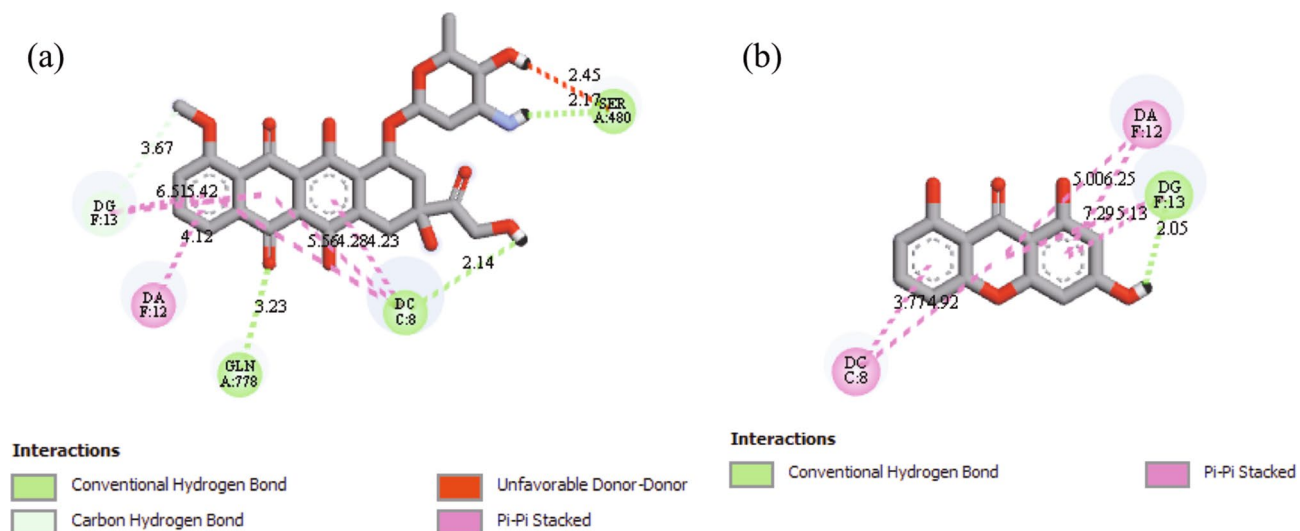 (a)
2.45
2.17
SER
A:480
3.67
6.515.42
DG
F:13
4.12
5.564.284.23
2.14
DA
F:12
3.23
DC
C:8
GLN
A:778
Interactions
Conventional Hydrogen Bond
Unfavorable Donor-Donor
Carbon Hydrogen Bond
Pi-Pi Stacked
(b)
DA
F:12
5.006.25
DG
F:13
7.295.13
2.05
3.774.92
DC
C:8
Interactions
Conventional Hydrogen Bond
Pi-Pi Stacked